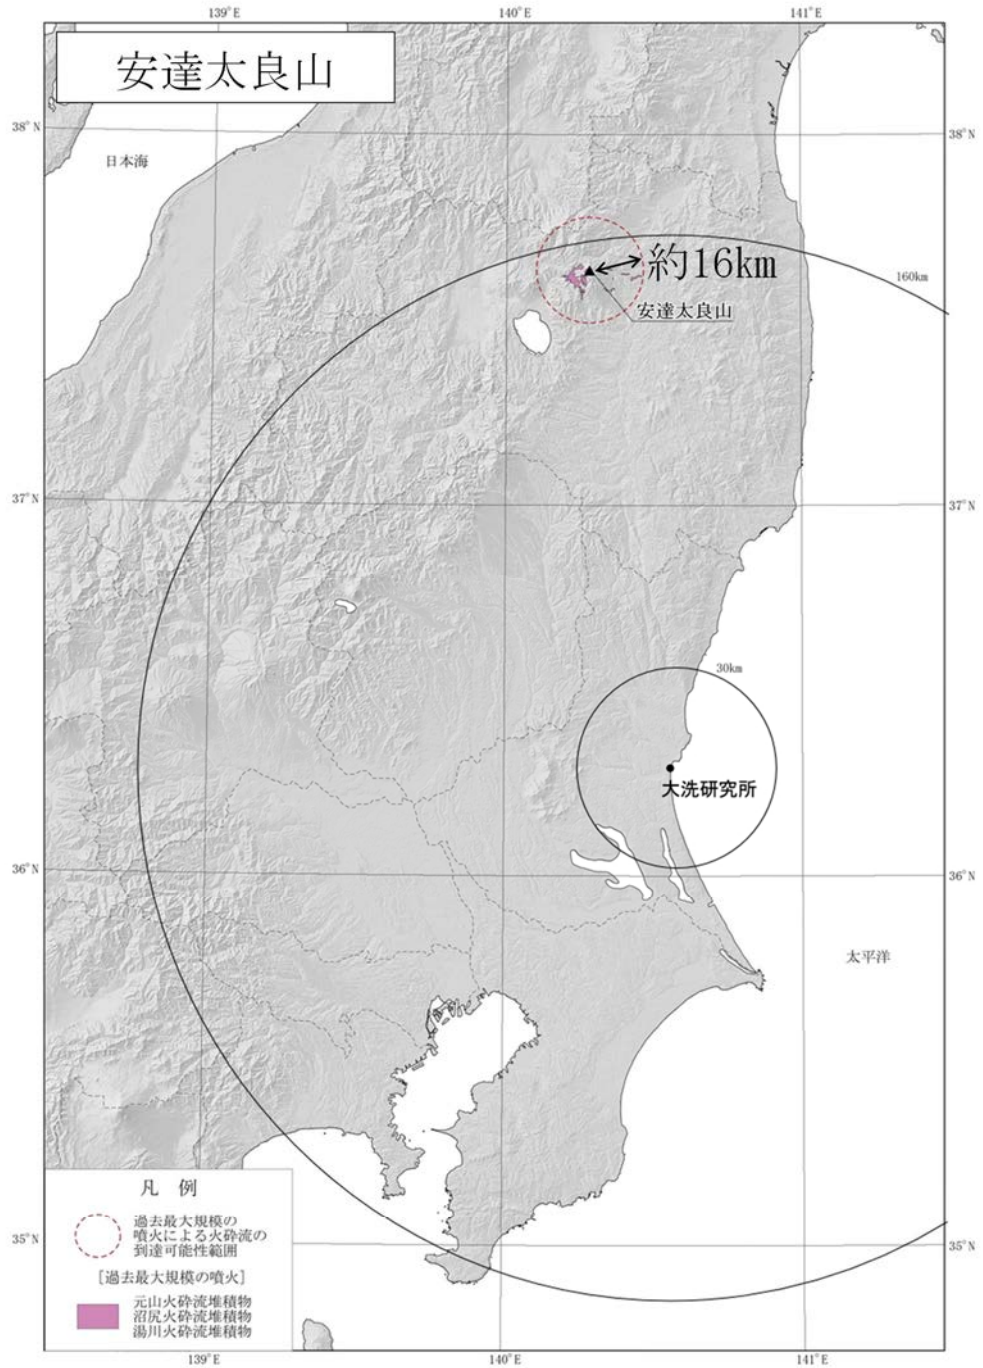 139°E
140°E
141°E
安達太良山
38°N
38°N
日本海
約16km
160km
安達太良山
37°N
37°N
30km
大洗研究所
36°N
36°N
太平洋
凡 例
過去最大規模の
噴火による火砕流の
到達可能性範囲
[過去最大規模の噴火]
元山火砕流堆積物
沼尻火砕流堆積物
湯川火砕流堆積物
35°N
35°N
139°E
140°E
141°E